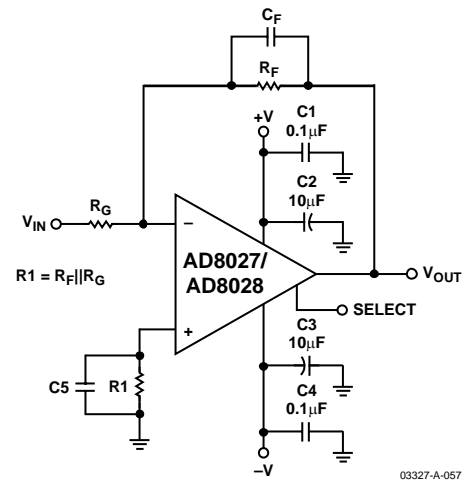 CF
RF
+V
C1
0.1µF
C2
10µF
RG
VIN
–
AD8027/
AD8028
VOUT
R1 = RF||RG
SELECT
+
C3
10µF
C5
R1
C4
0.1µF
–V
03327-A-057